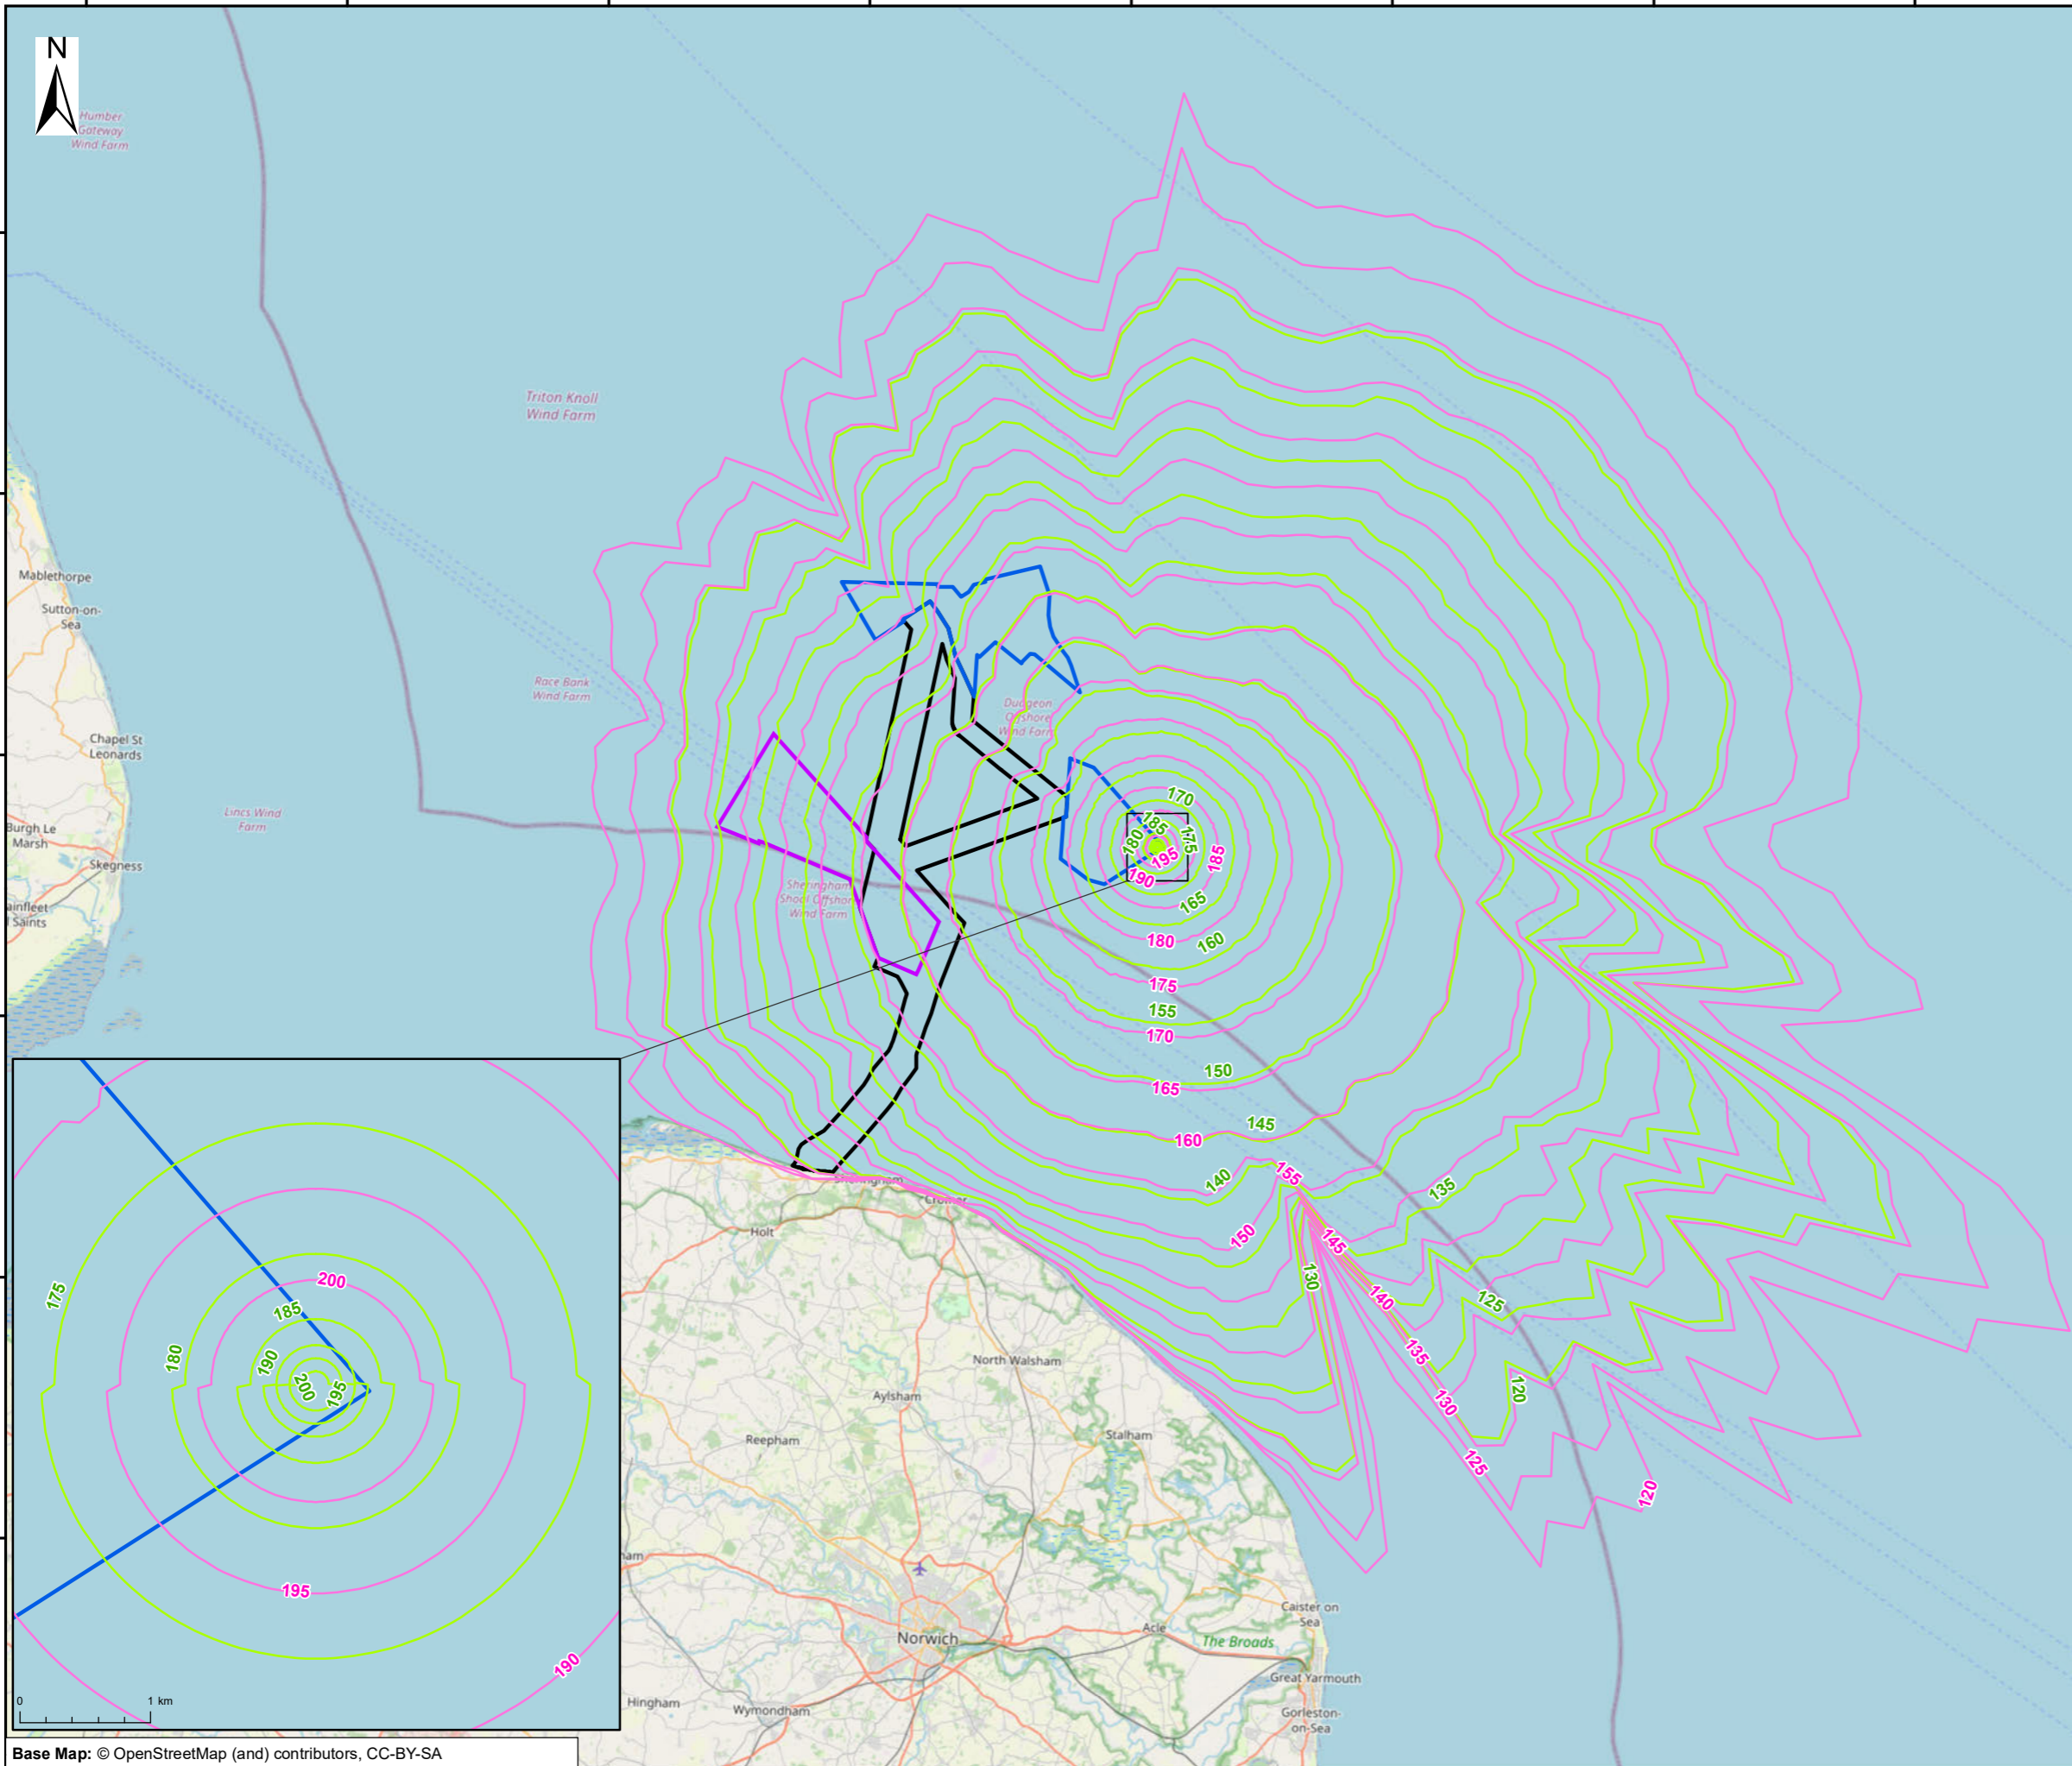 N
Humber
Gateway
Wind Farm
Triton Knoll
Wind Farm
Mablethorpe
Sutton-on-
Sea
Race Bank
Wind Farm
Dudgeon
Offshore
Wind Farm
Chapel St
Leonards
Lincs Wind
Farm
Burgh Le
Marsh
Skegness
ainfleet
l Saints
Sheringham
Shoal Offshor
Wind Farm
170
185
180
175
195
185
190
165
180
160
175
155
170
150
165
145
160
155
140
135
150
145
130
140
125
135
120
130
125
120
Sheringham
Cromer
Holt
North Walsham
Aylsham
Reepham
Stalham
ham
Norwich
Acle
The Broads
Caister on
Sea
Great Yarmouth
Gorleston-
on-Sea
Hingham
Wymondham
175
200
185
180
190
200
195
195
190
0 1 km
Base Map: © OpenStreetMap (and) contributors, CC-BY-SA